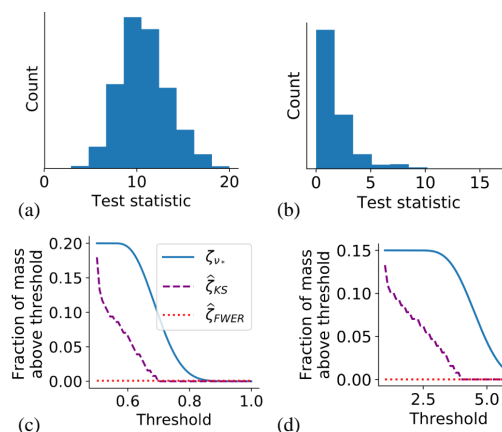 Count
0
10
20
Test statistic
(a)
Count
0
5
10
15
Test statistic
(b)
Fraction of mass
above threshold
0.20
0.15
0.10
0.05
0.00
0.6
0.8
1.0
Threshold
ζν*
ζ̂KS
ζ̂FWER
(c)
Fraction of mass
above threshold
0.15
0.10
0.05
0.00
2.5
5.0
Threshold
(d)